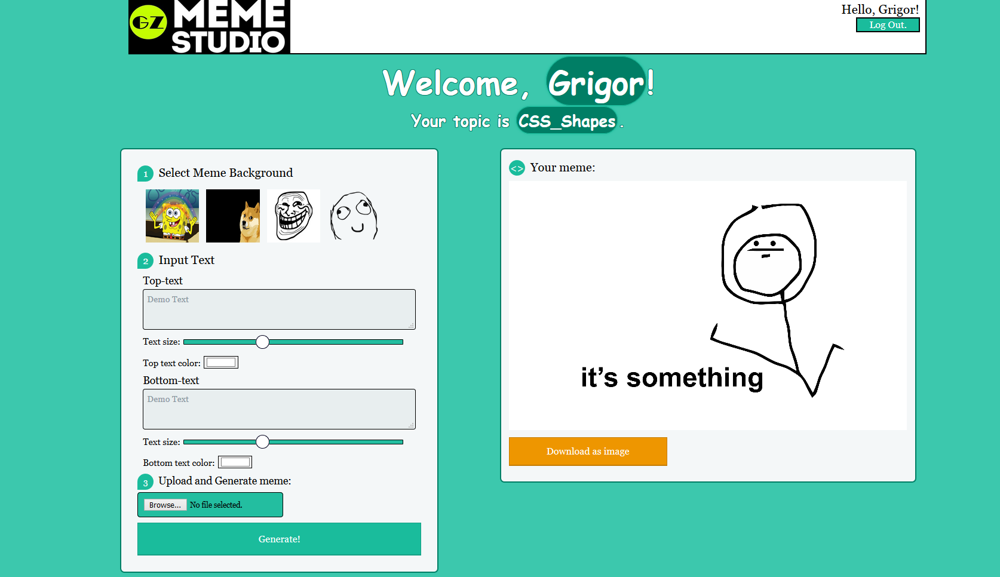 GZ MEME
STUDIO
Hello, Grigor!
Log Out.
Welcome, Grigor!
Your topic is CSS_Shapes.
1 Select Meme Background
2 Input Text
Top-text
Demo Text
Text size:
Top text color:
Bottom-text
Demo Text
Text size:
Bottom text color:
3 Upload and Generate meme:
Browse... No file selected.
Generate!
<> Your meme:
it’s something
Download as image